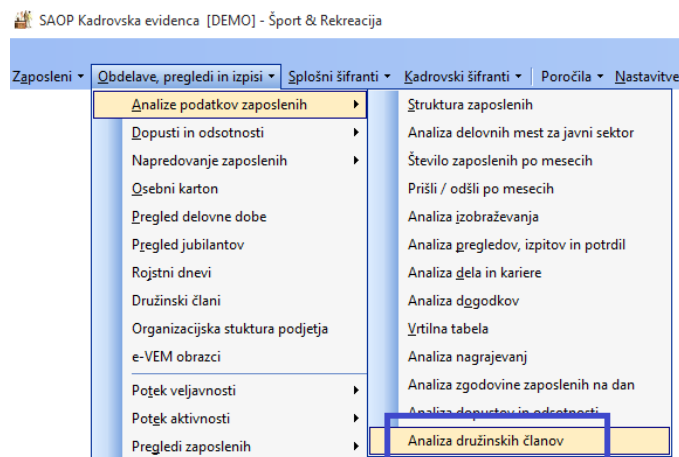 SAOP Kadrovska evidenca [DEMO] - Šport & Rekreacija
Zaposleni Obdelave, pregledi in izpisi Splošni šifranti Kadrovski šifranti Poročila Nastavitve
Analize podatkov zaposlenih
Dopusti in odsotnosti
Napredovanje zaposlenih
Osebni karton
Pregled delovne dobe
Pregled jubilantov
Rojstni dnevi
Družinski člani
Organizacijska stuktura podjetja
e-VEM obrazci
Potek veljavnosti
Potek aktivnosti
Pregledi zaposlenih
Struktura zaposlenih
Analiza delovnih mest za javni sektor
Število zaposlenih po mesecih
Prišli / odšli po mesecih
Analiza izobraževanja
Analiza pregledov, izpitov in potrdil
Analiza dela in kariere
Analiza dogodkov
Vrtilna tabela
Analiza nagrajevanj
Analiza zgodovine zaposlenih na dan
Analiza dopustov in odsotnosti
Analiza družinskih članov